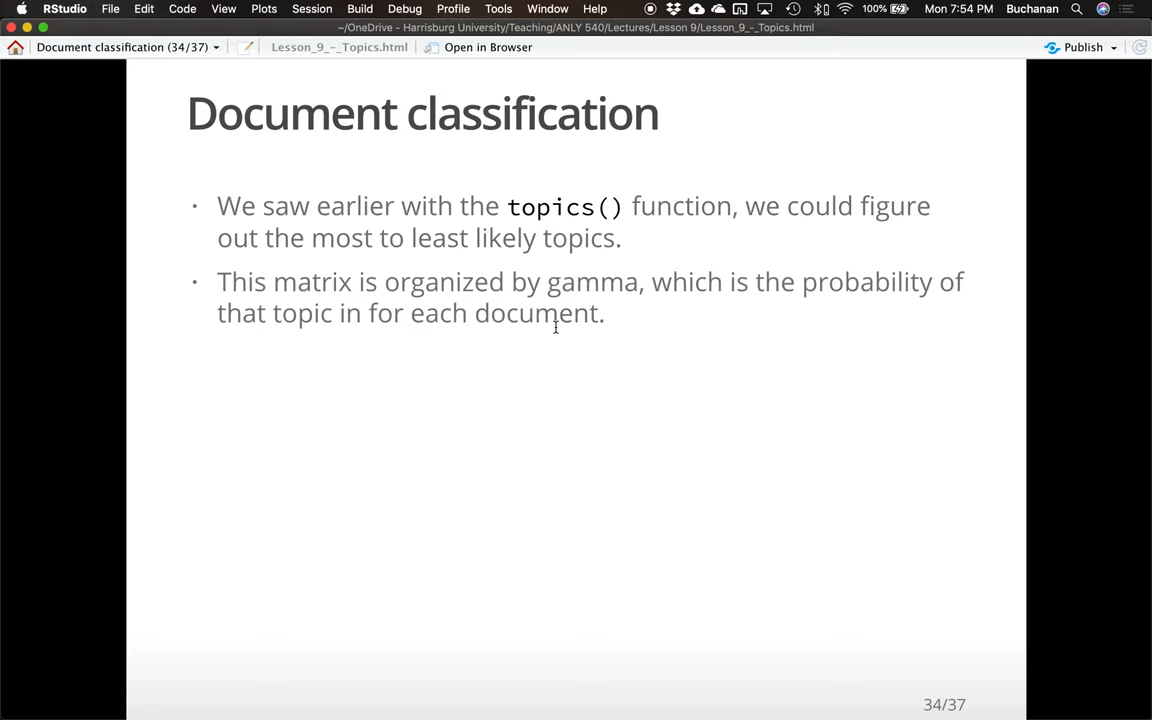 RStudio File Edit Code View Plots Session Build Debug Profile Tools Window Help 100% Mon 7:54 PM Buchanan
~/OneDrive - Harrisburg University/Teaching/ANLY 540/Lectures/Lesson 9/Lesson_9_-_Topics.html
Document classification (34/37) Lesson_9_-_Topics.html Open in Browser Publish
Document classification
· We saw earlier with the topics() function, we could figure
out the most to least likely topics.
· This matrix is organized by gamma, which is the probability of
that topic in for each document.
34/37